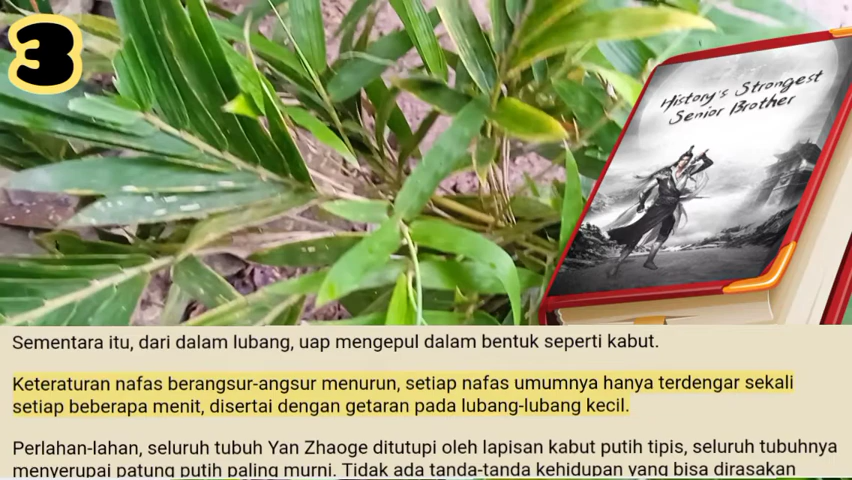 3
History's Strongest
Senior Brother
Sementara itu, dari dalam lubang, uap mengepul dalam bentuk seperti kabut.
Keteraturan nafas berangsur-angsur menurun, setiap nafas umumnya hanya terdengar sekali
setiap beberapa menit, disertai dengan getaran pada lubang-lubang kecil.
Perlahan-lahan, seluruh tubuh Yan Zhaoge ditutupi oleh lapisan kabut putih tipis, seluruh tubuhnya
menyerupai patung putih paling murni. Tidak ada tanda-tanda kehidupan yang bisa dirasakan